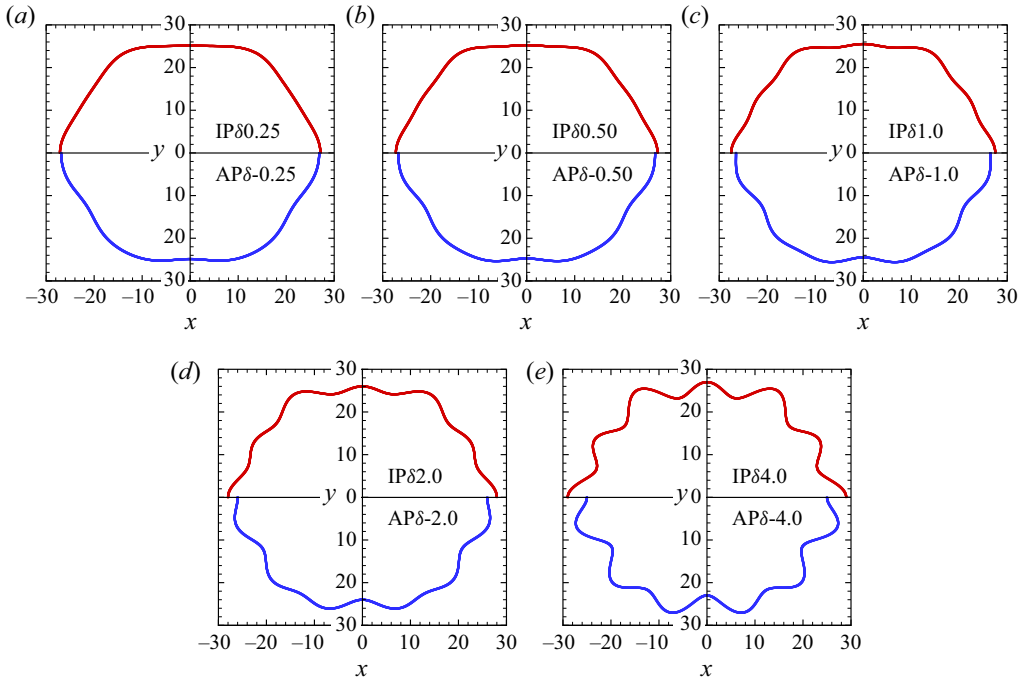 (a) (b) (c)
30 30 30
20 20 20
10 10 10
IPδ0.25 IPδ0.50 IPδ1.0
y 0 y 0 y 0
APδ-0.25 APδ-0.50 APδ-1.0
10 10 10
20 20 20
30 30 30
–30 –20 –10 0 10 20 30 –30 –20 –10 0 10 20 30 –30 –20 –10 0 10 20 30
x x x
(d) (e)
30 30
20 20
10 10
IPδ2.0 IPδ4.0
y 0 y 0
APδ-2.0 APδ-4.0
10 10
20 20
30 30
–30 –20 –10 0 10 20 30 –30 –20 –10 0 10 20 30
x x